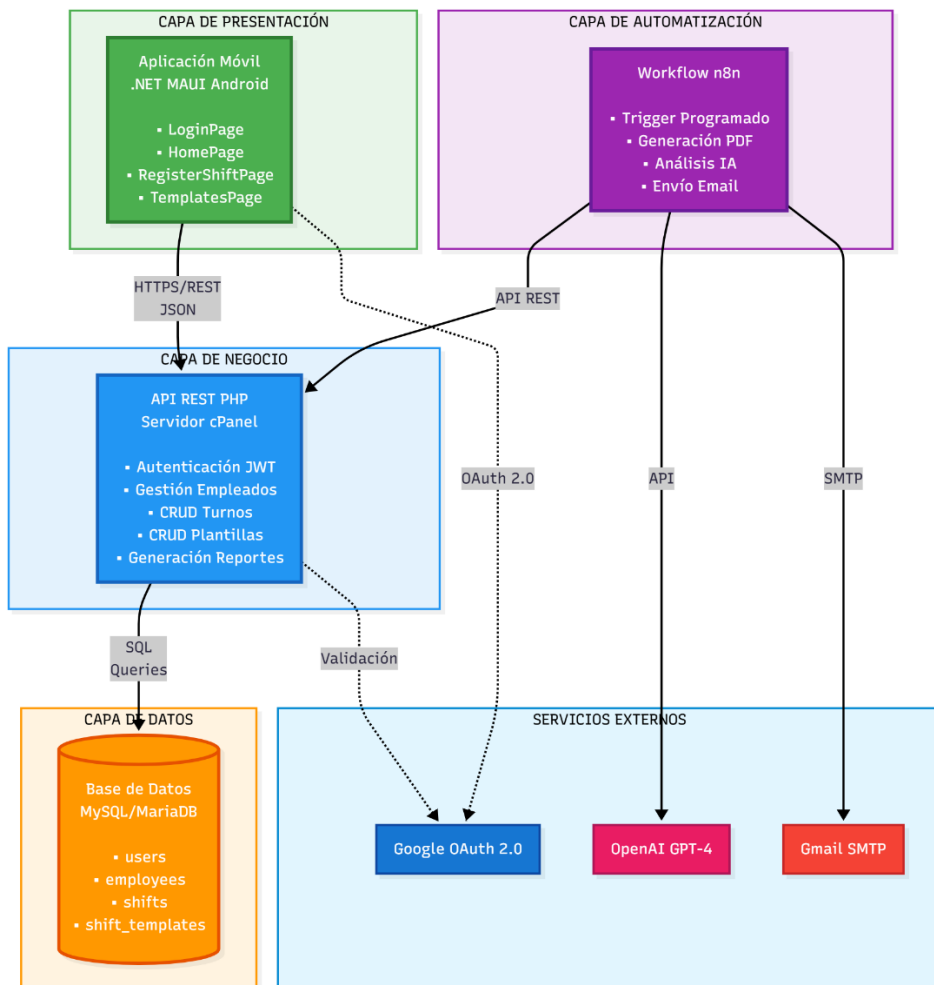 CAPA DE PRESENTACIÓN
Aplicación Móvil
.NET MAUI Android
▪ LoginPage
▪ HomePage
▪ RegisterShiftPage
▪ TemplatesPage
CAPA DE AUTOMATIZACIÓN
Workflow n8n
▪ Trigger Programado
▪ Generación PDF
▪ Análisis IA
▪ Envío Email
HTTPS/REST
JSON
API REST
CAPA DE NEGOCIO
API REST PHP
Servidor cPanel
▪ Autenticación JWT
▪ Gestión Empleados
▪ CRUD Turnos
▪ CRUD Plantillas
▪ Generación Reportes
OAuth 2.0
API
SMTP
SQL
Queries
Validación
CAPA DE DATOS
Base de Datos
MySQL/MariaDB
▪ users
▪ employees
▪ shifts
▪ shift_templates
SERVICIOS EXTERNOS
Google OAuth 2.0
OpenAI GPT-4
Gmail SMTP